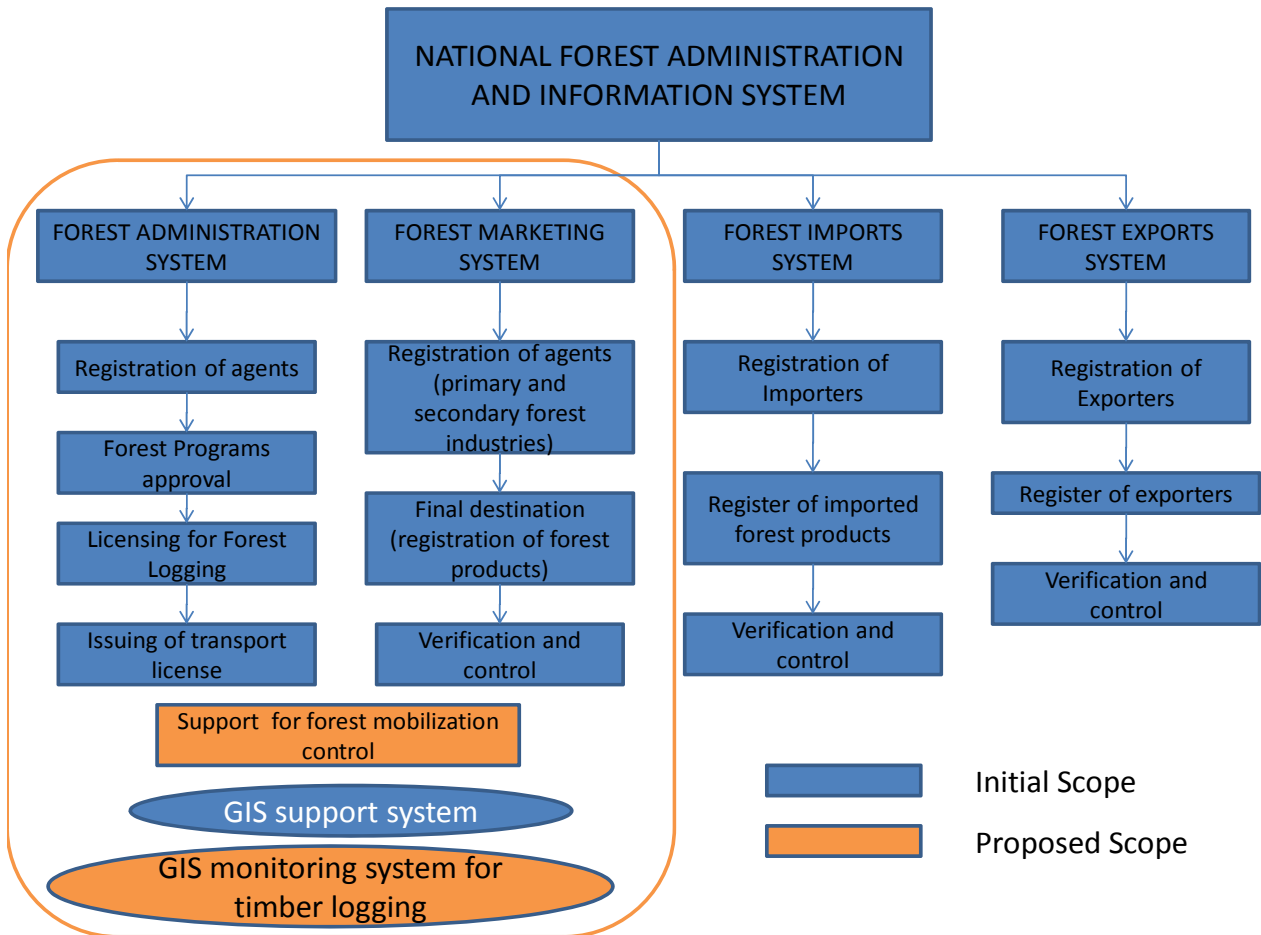 NATIONAL FOREST ADMINISTRATION
AND INFORMATION SYSTEM
FOREST ADMINISTRATION
SYSTEM
Registration of agents
Forest Programs
approval
Licensing for Forest
Logging
Issuing of transport
license
FOREST MARKETING
SYSTEM
Registration of agents
(primary and
secondary forest
industries)
Final destination
(registration of forest
products)
Verification and
control
FOREST IMPORTS
SYSTEM
Registration of
Importers
Register of imported
forest products
Verification and
control
FOREST EXPORTS
SYSTEM
Registration of
Exporters
Register of exporters
Verification and
control
Support for forest mobilization
control
GIS support system
GIS monitoring system for
timber logging
Initial Scope
Proposed Scope